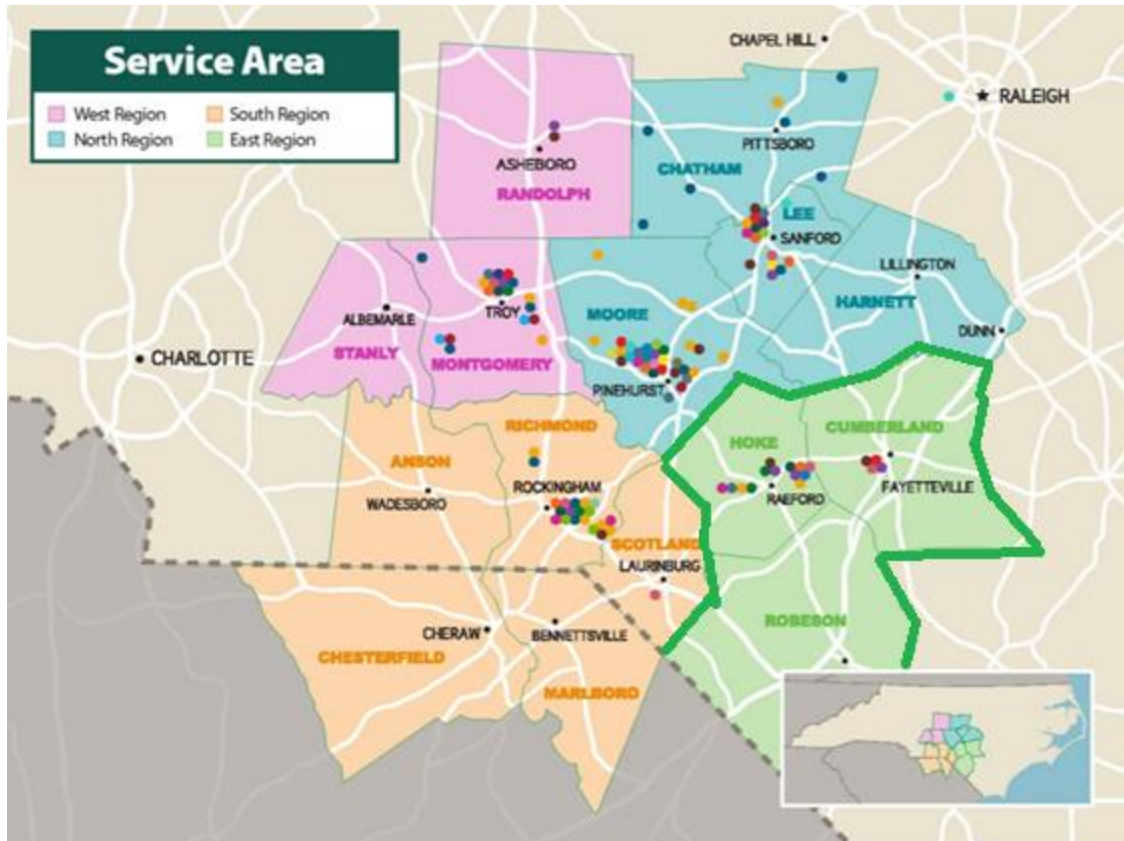 Service Area
West Region
South Region
North Region
East Region
CHAPEL HILL
RALEIGH
PITTSBORO
ASHEBORO
CHATHAM
RANDOLPH
LEE
SANFORD
LILLINGTON
HARNETT
TROY
MOORE
ALBEMARLE
DUNN
STANLY
CHARLOTTE
MONTGOMERY
PINEHURST
RICHMOND
CUMBERLAND
HOKE
ANSON
ROCKINGHAM
RAEFORD
FAYETTEVILLE
WADESBORO
SCOTLAND
LAURINBURG
ROBESON
CHERAW
BENNETTSVILLE
CHESTERFIELD
MARLBORO